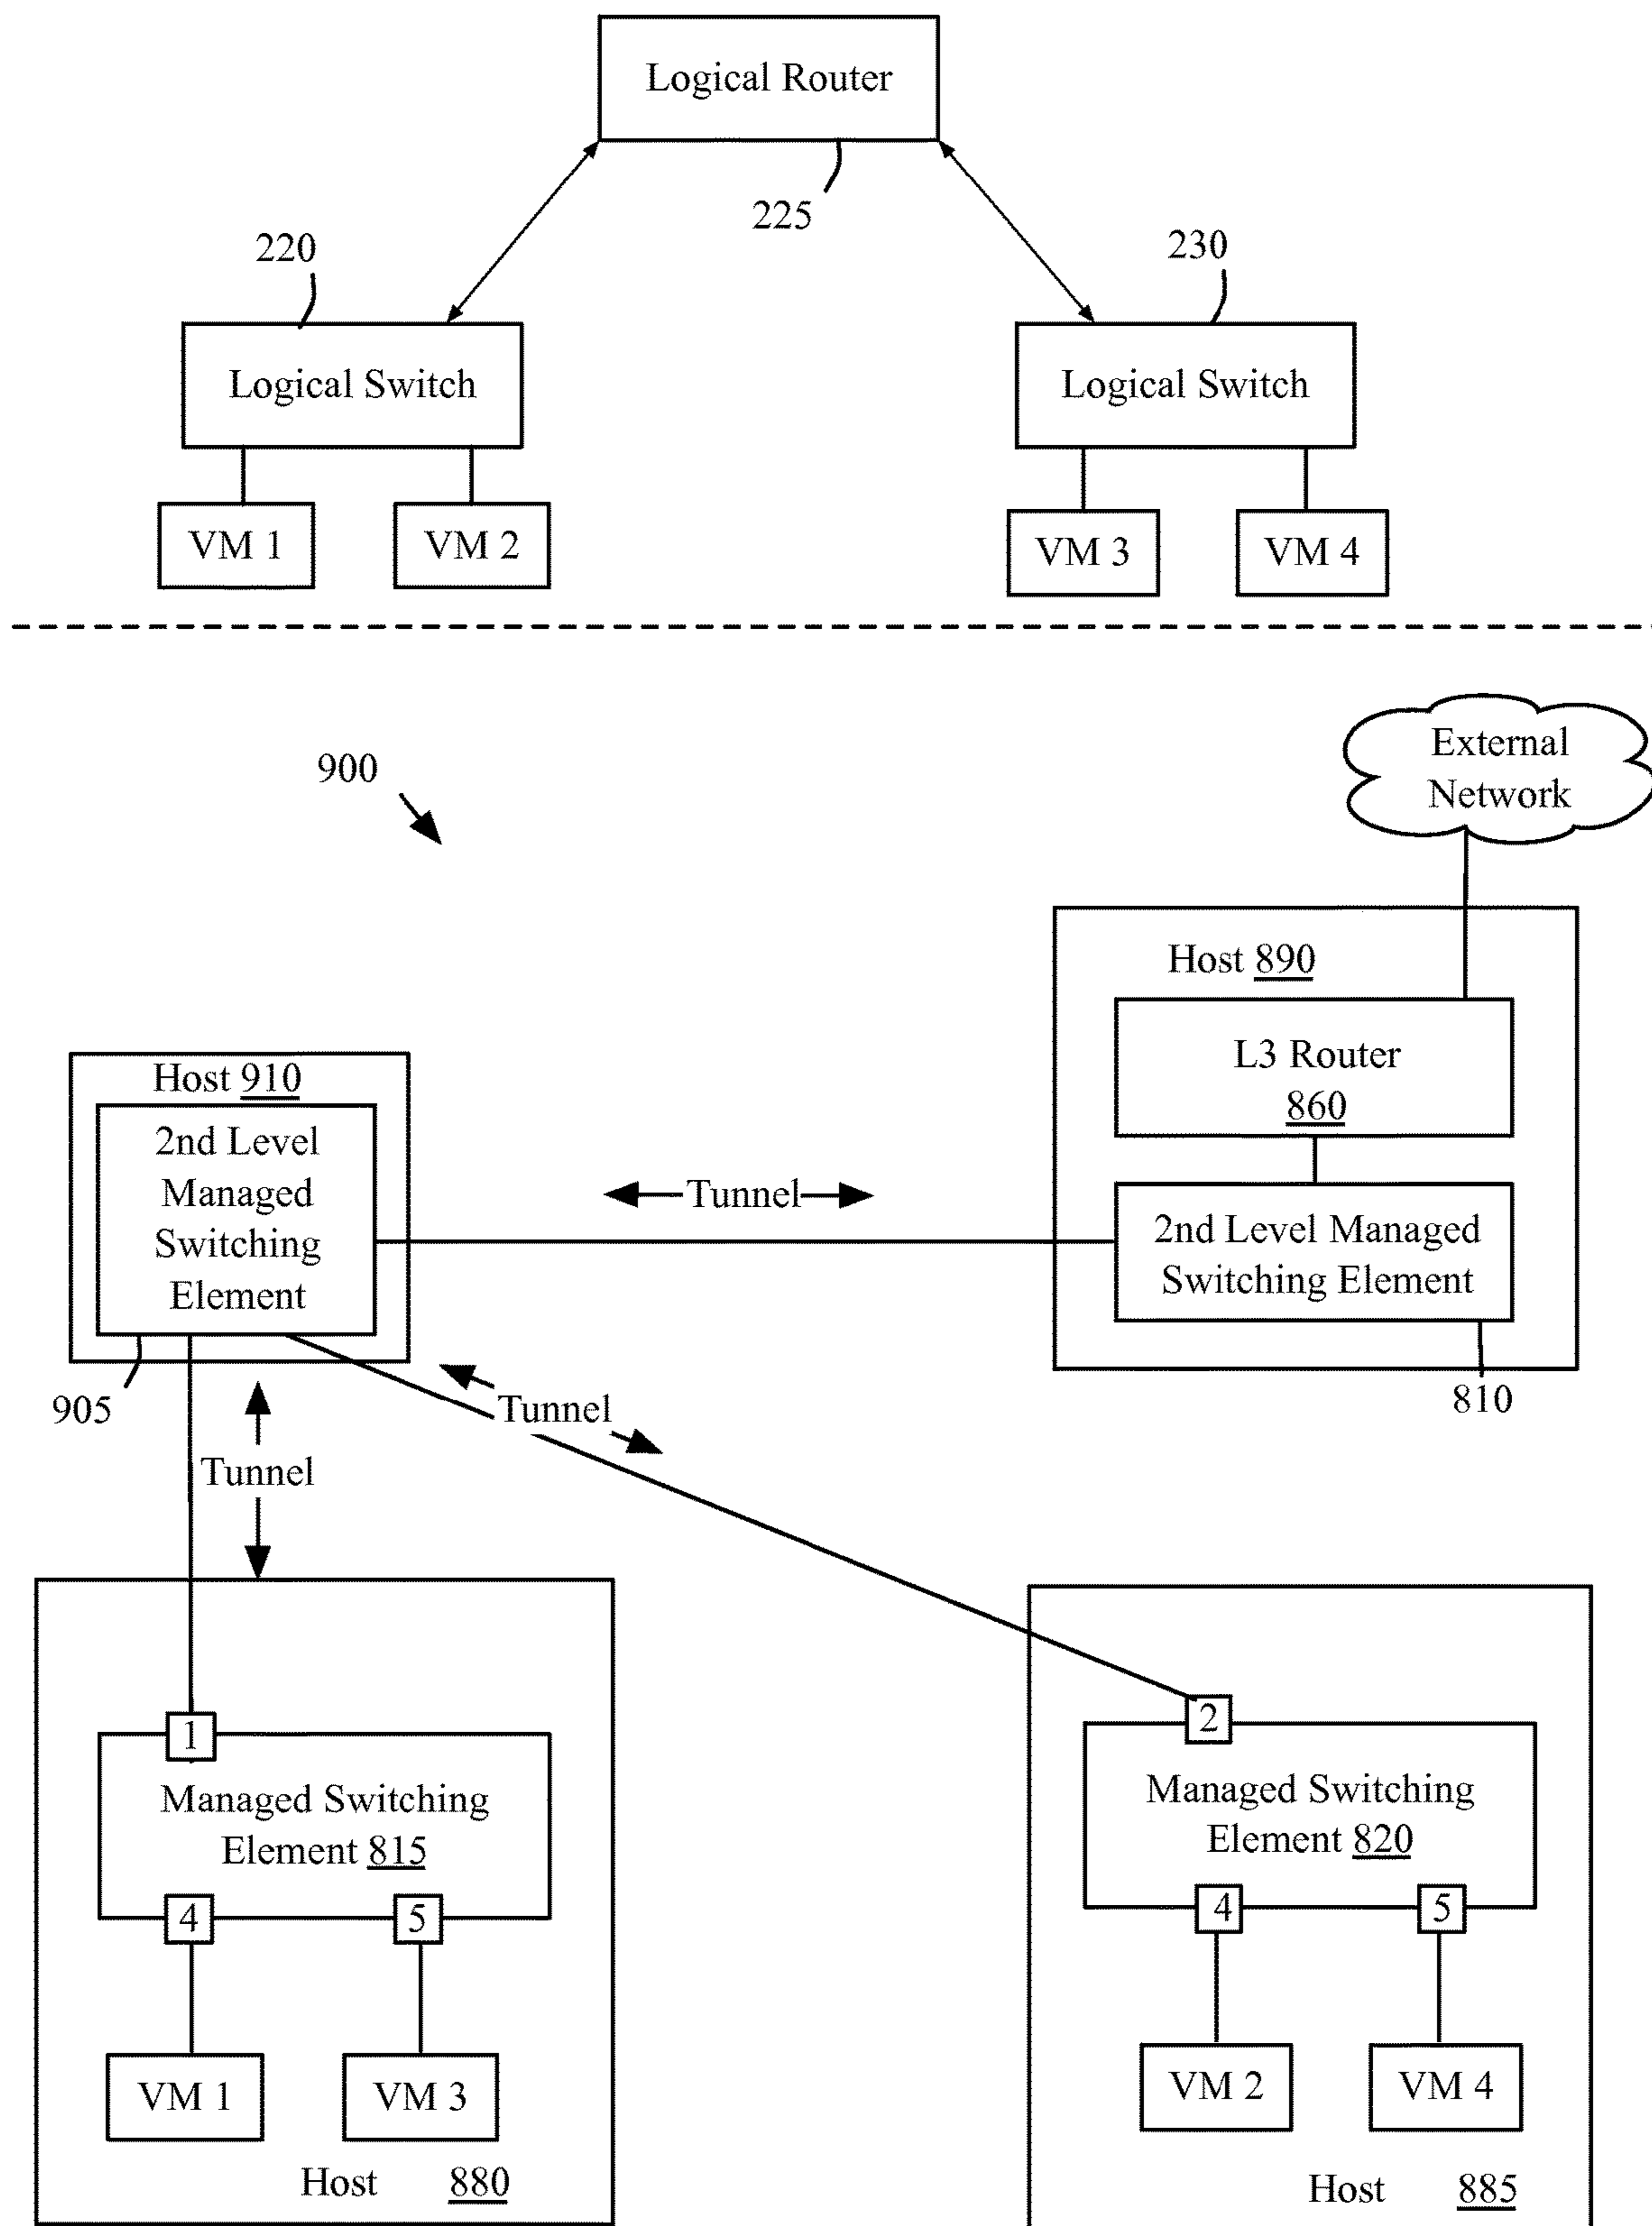 Logical Router
225
220
230
Logical Switch
Logical Switch
VM 1
VM 2
VM 3
VM 4
External
Network
900
Host 890
L3 Router
860
Host 910
2nd Level
Managed
Switching
Element
Tunnel
2nd Level Managed
Switching Element
905
810
Tunnel
Tunnel
1
Managed Switching
Element 815
4
5
VM 1
VM 3
Host 880
2
Managed Switching
Element 820
4
5
VM 2
VM 4
Host 885